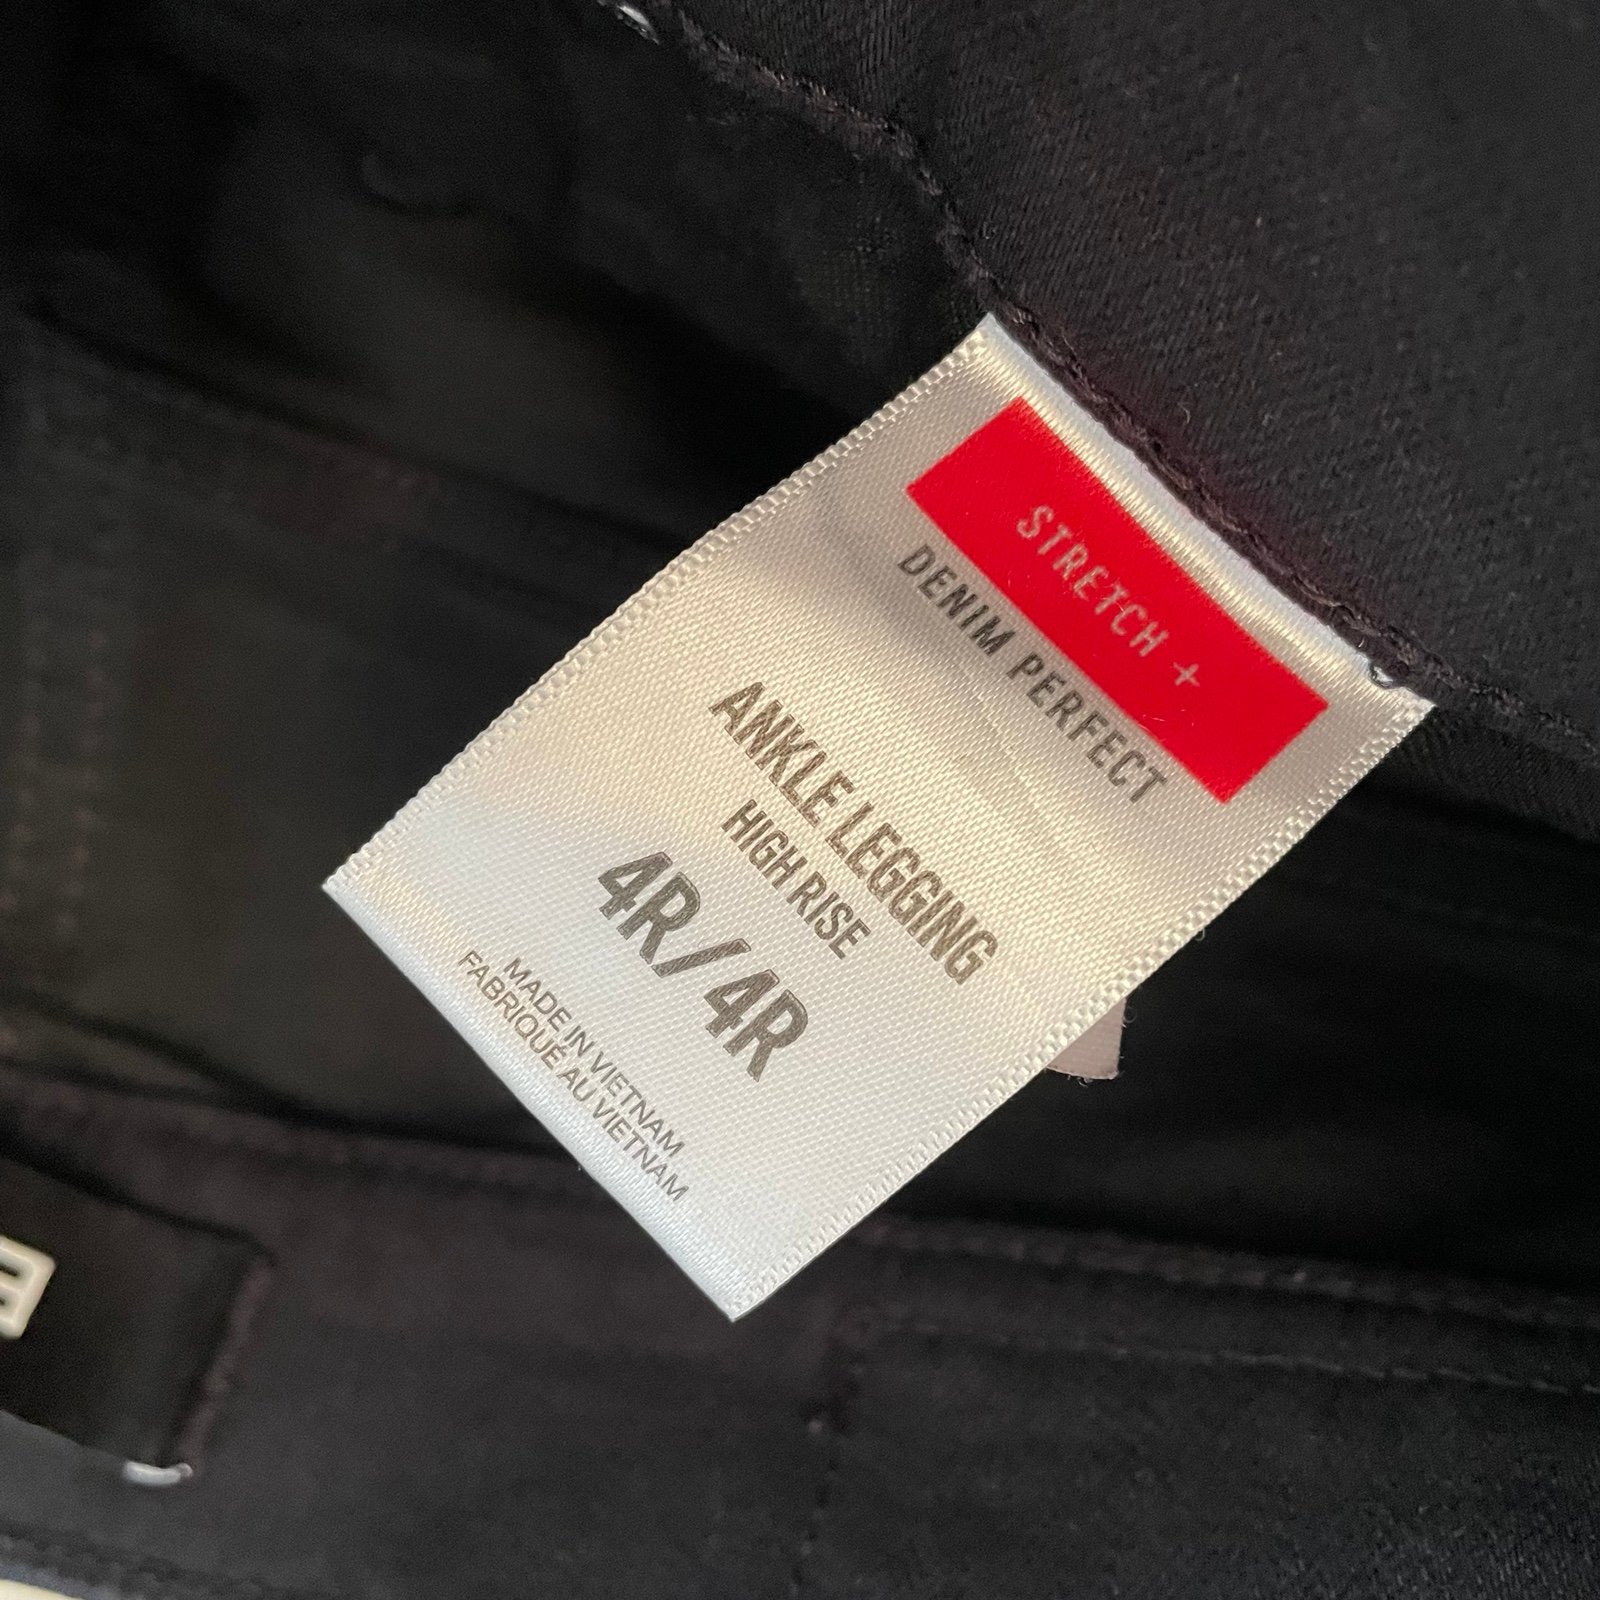 STRETCH +
DENIM PERFECT
ANKLE LEGGING
HIGH RISE
4R/4R
MADE IN VIETNAM
FABRIQUÉ AU VIETNAM